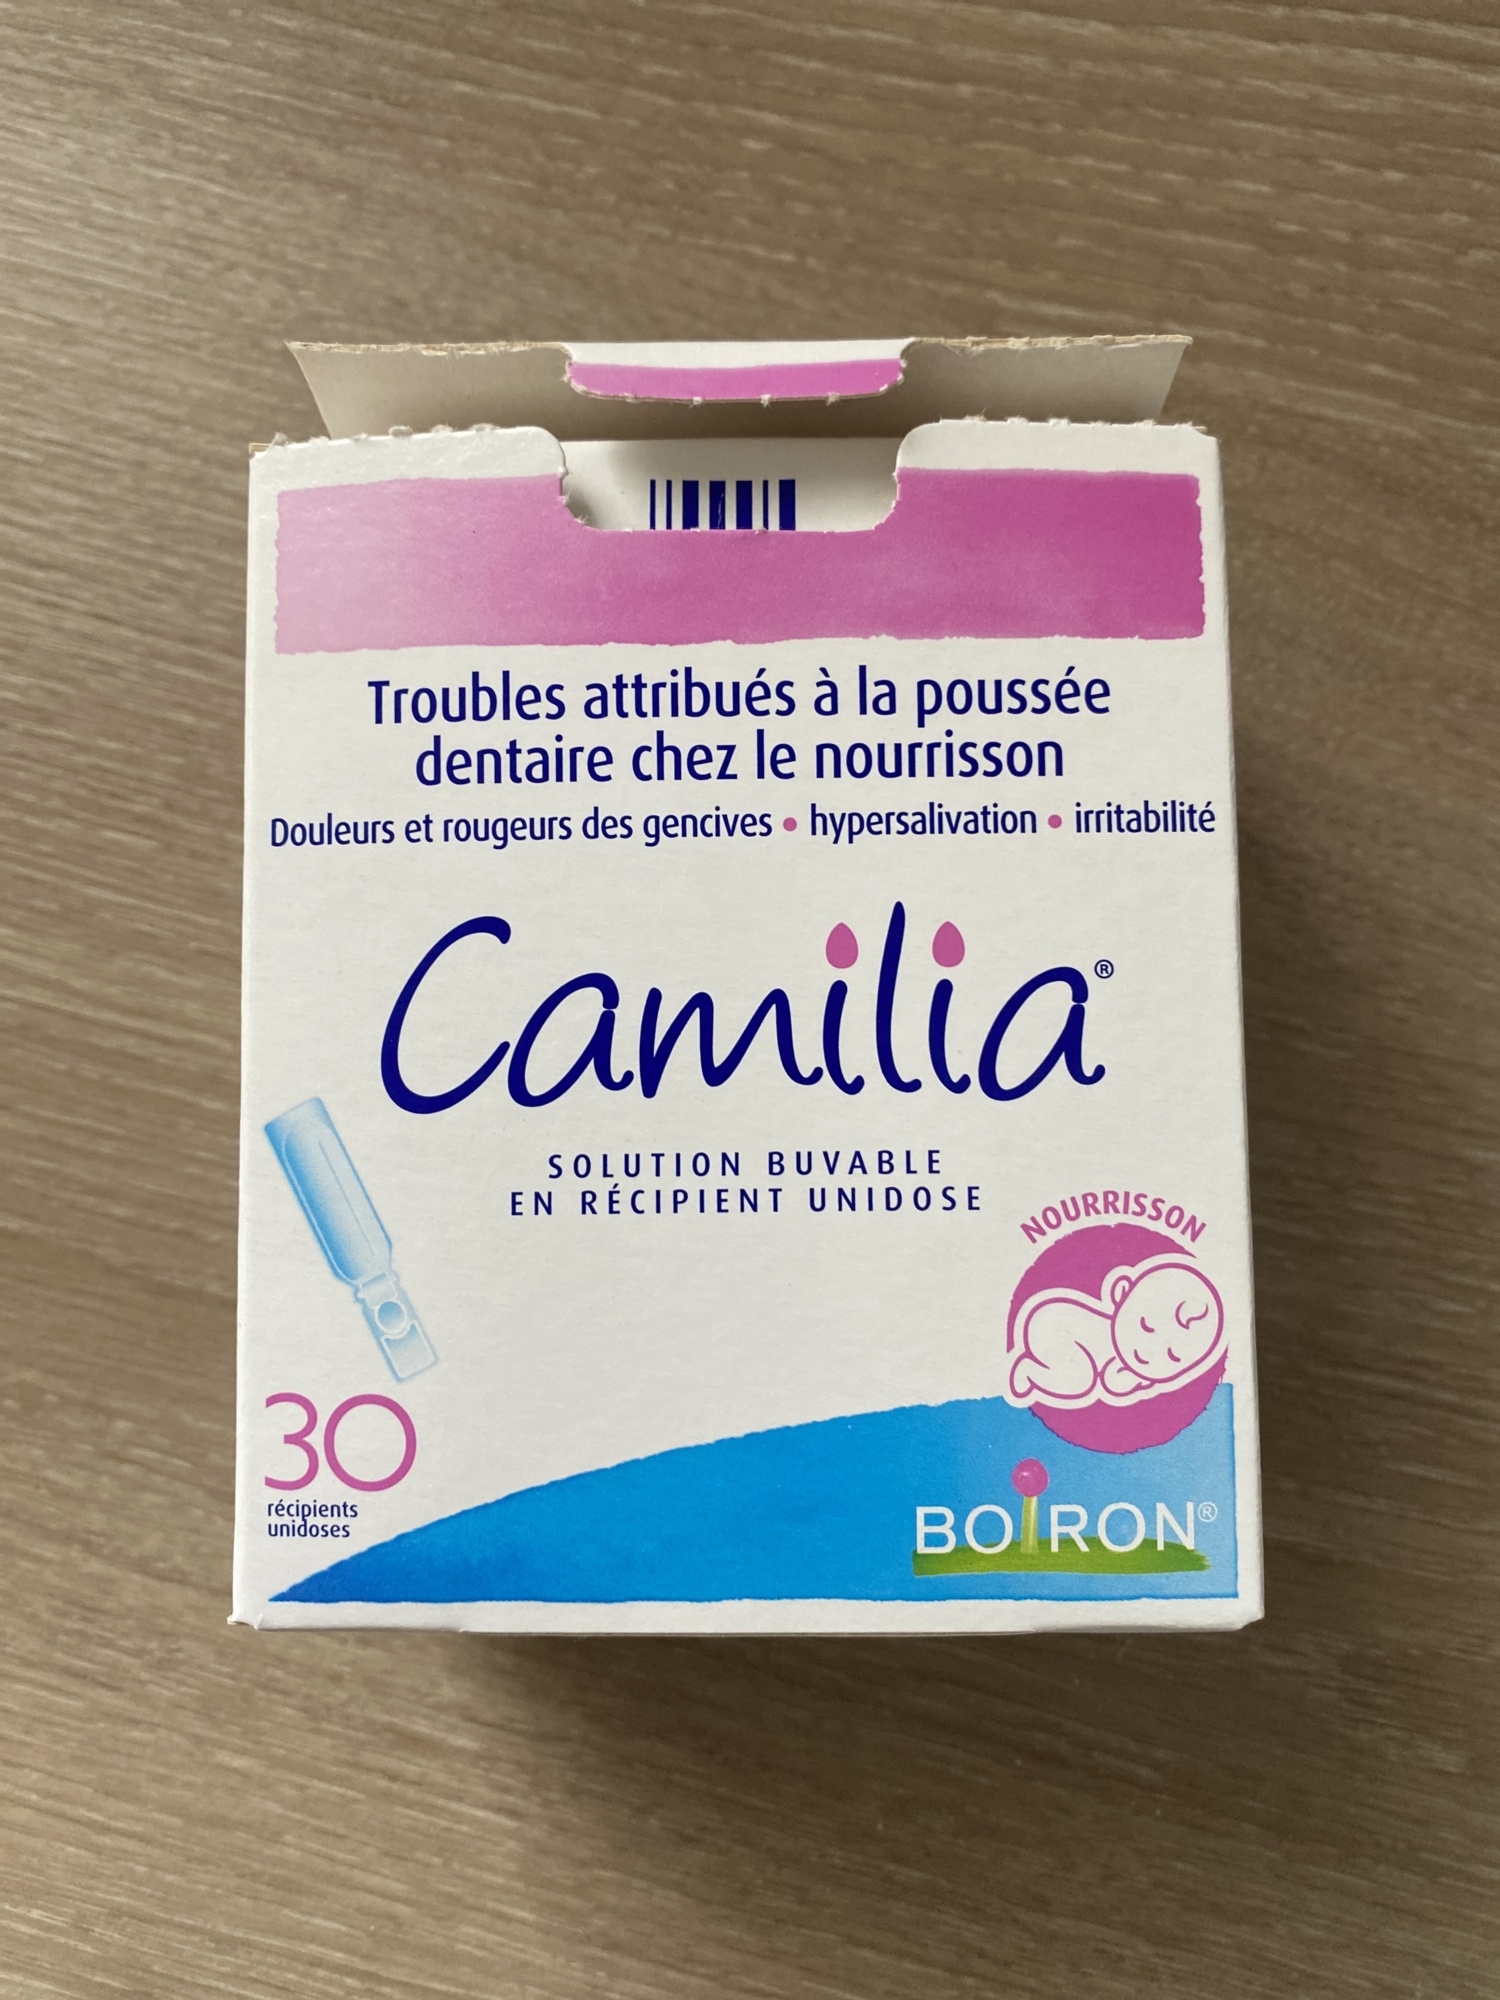 Troubles attribués à la poussée
dentaire chez le nourrisson
Douleurs et rougeurs des gencives • hypersalivation • irritabilité
Camilia®
SOLUTION BUVABLE
EN RÉCIPIENT UNIDOSE
NOURRISSON
30
récipients
unidoses
BOIRON®